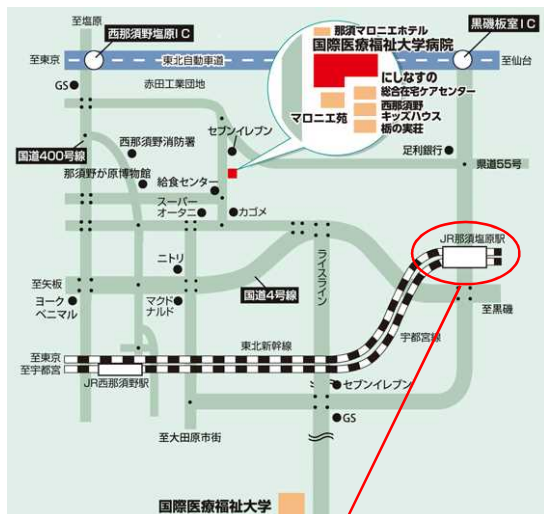 至塩原
西那須野塩原IC
那須マロニエホテル
国際医療福祉大学病院
黒磯板室IC
至東京
東北自動車道
至仙台
GS
赤田工業団地
にしなすの
総合在宅ケアセンター
西那須野
キッズハウス
栃の実荘
マロニエ苑
セブンイレブン
国道400号線
西那須野消防署
足利銀行
県道55号
那須野が原博物館
給食センター
スーパー
オータニ
カゴメ
JR那須塩原駅
ニトリ
ライスライン
至矢板
国道4号線
ヨーク
ベニマル
マクド
ナルド
至黒磯
宇都宮線
東北新幹線
至東京
至宇都宮
JR西那須野駅
セブンイレブン
GS
至大田原市街
国際医療福祉大学